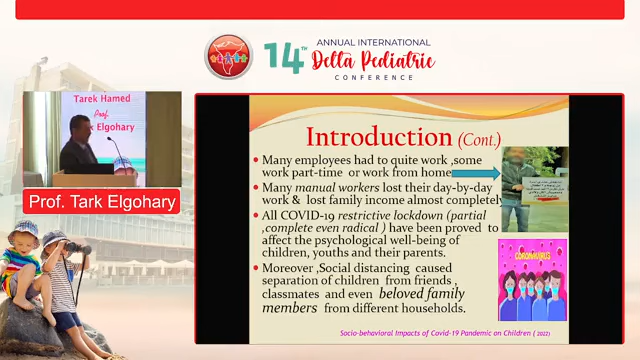 14TH
ANNUAL INTERNATIONAL
Delta Pediatric
CONFERENCE
Tarek Hamed
Prof.
k Elgohary
Prof. Tark Elgohary
Introduction (Cont.)
• Many employees had to quite work ,some
work part-time or work from home
• Many manual workers lost their day-by-day
work & lost family income almost completely
• All COVID-19 restrictive lockdown (partial
,complete even radical ) have been proved to
affect the psychological well-being of
children, youths and their parents.
• Moreover ,Social distancing caused
separation of children from friends ,
classmates and even beloved family
members from different households.
CORONAVIRUS
Socio-behavioral Impacts of Covid-19 Pandemic on Children ( 2022)